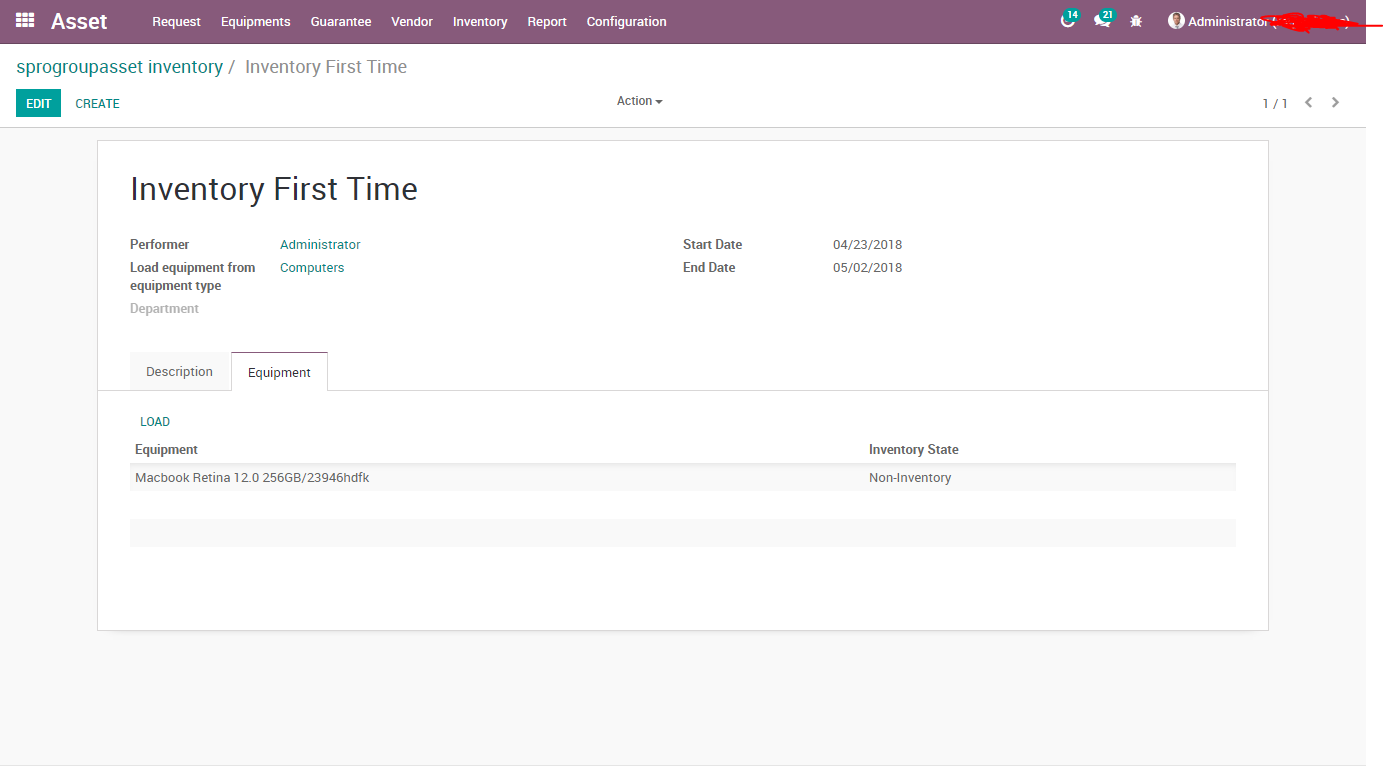 Asset Request Equipments Guarantee Vendor Inventory Report Configuration 14 21 Administrator
sprogroupasset inventory / Inventory First Time
EDIT CREATE Action 1 / 1
Inventory First Time
Performer Administrator Start Date 04/23/2018
Load equipment from Computers End Date 05/02/2018
equipment type
Department
Description Equipment
LOAD
Equipment Inventory State
Macbook Retina 12.0 256GB/23946hdfk Non-Inventory